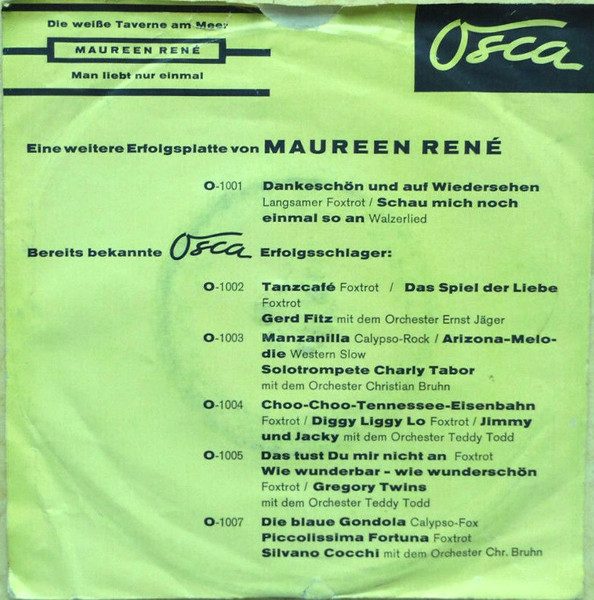 Die weiße Taverne am Meer
MAUREEN RENÉ
Man liebt nur einmal
Osca
Eine weitere Erfolgsplatte von MAUREEN RENÉ
O-1001 Dankeschön und auf Wiedersehen
Langsamer Foxtrot / Schau mich noch
einmal so an Walzerlied
Bereits bekannte Osca Erfolgsschlager:
O-1002 Tanzcafé Foxtrot / Das Spiel der Liebe
Foxtrot
Gerd Fitz mit dem Orchester Ernst Jäger
O-1003 Manzanilla Calypso-Rock / Arizona-Melo-
die Western Slow
Solotrompete Charly Tabor
mit dem Orchester Christian Bruhn
O-1004 Choo-Choo-Tennessee-Eisenbahn
Foxtrot / Diggy Liggy Lo Foxtrot / Jimmy
und Jacky mit dem Orchester Teddy Todd
O-1005 Das tust Du mir nicht an Foxtrot
Wie wunderbar - wie wunderschön
Foxtrot / Gregory Twins
mit dem Orchester Teddy Todd
O-1007 Die blaue Gondola Calypso-Fox
Piccolissima Fortuna Foxtrot
Silvano Cocchi mit dem Orchester Chr. Bruhn